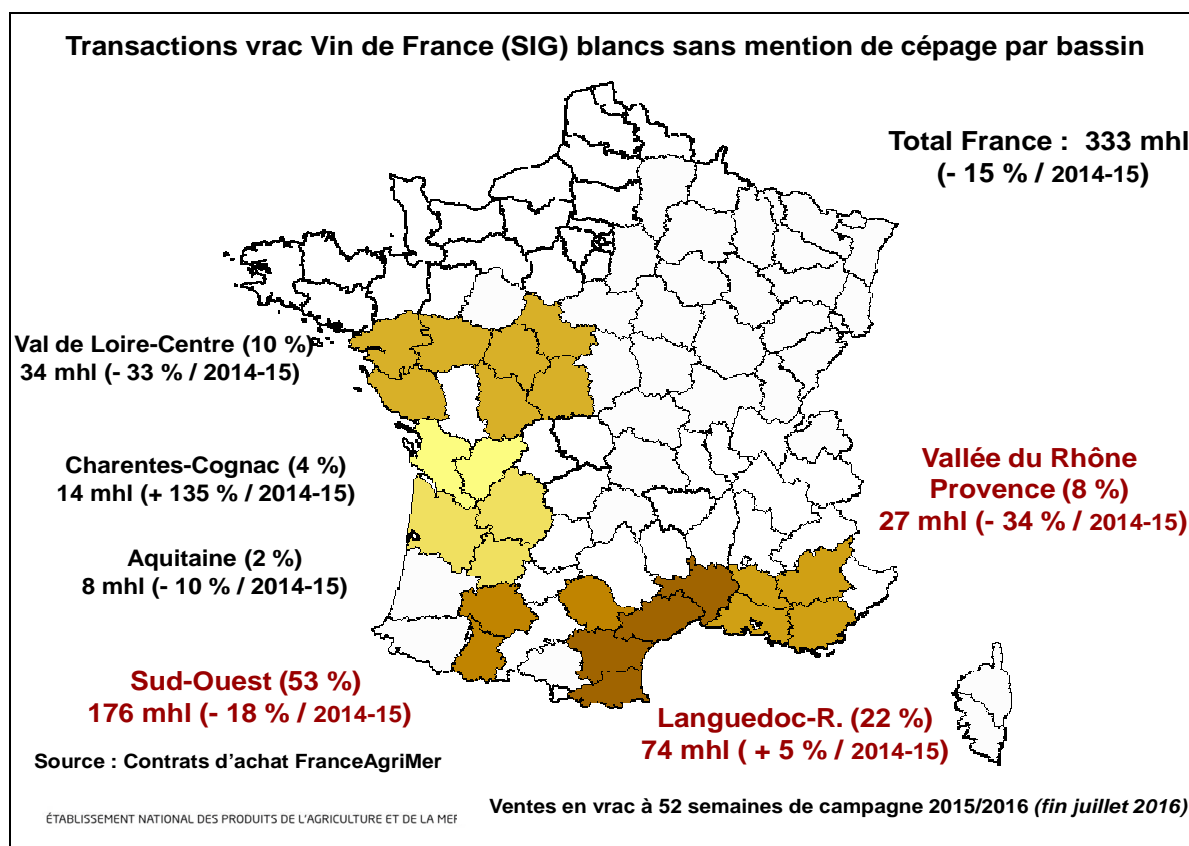 Transactions vrac Vin de France (SIG) blancs sans mention de cépage par bassin
Total France : 333 mhl
(- 15 % / 2014-15)
Val de Loire-Centre (10 %)
34 mhl (- 33 % / 2014-15)
Charentes-Cognac (4 %)
14 mhl (+ 135 % / 2014-15)
Vallée du Rhône
Provence (8 %)
27 mhl (- 34 % / 2014-15)
Aquitaine (2 %)
8 mhl (- 10 % / 2014-15)
Sud-Ouest (53 %)
176 mhl (- 18 % / 2014-15)
Languedoc-R. (22 %)
74 mhl ( + 5 % / 2014-15)
Source : Contrats d'achat FranceAgriMer
Ventes en vrac à 52 semaines de campagne 2015/2016 (fin juillet 2016)
ÉTABLISSEMENT NATIONAL DES PRODUITS DE L'AGRICULTURE ET DE LA